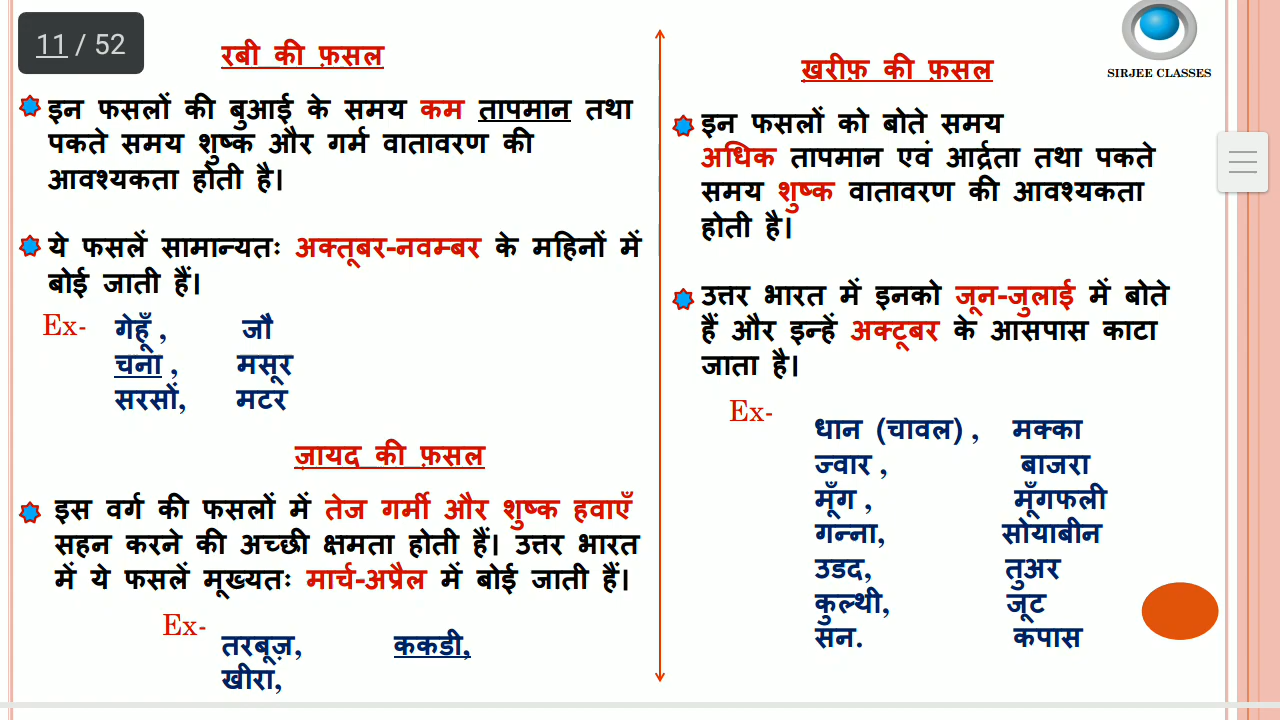 11 / 52
रबी की फ़सल
इन फसलों की बुआई के समय कम तापमान तथा
पकते समय शुष्क और गर्म वातावरण की
आवश्यकता होती है।
ये फसलें सामान्यतः अक्तूबर-नवम्बर के महिनों में
बोई जाती हैं।
Ex- गेहूँ , जौ
चना , मसूर
सरसों, मटर
ज़ायद की फ़सल
इस वर्ग की फसलों में तेज गर्मी और शुष्क हवाएँ
सहन करने की अच्छी क्षमता होती हैं। उत्तर भारत
में ये फसलें मूख्यतः मार्च-अप्रैल में बोई जाती हैं।
Ex-
तरबूज़, ककडी,
खीरा,
SIRJEE CLASSES
ख़रीफ़ की फ़सल
इन फसलों को बोते समय
अधिक तापमान एवं आर्द्रता तथा पकते
समय शुष्क वातावरण की आवश्यकता
होती है।
उत्तर भारत में इनको जून-जुलाई में बोते
हैं और इन्हें अक्टूबर के आसपास काटा
जाता है।
Ex-
धान (चावल) , मक्का
ज्वार , बाजरा
मूँग , मूँगफली
गन्ना, सोयाबीन
उडद, तुअर
कुल्थी, जूट
सन. कपास